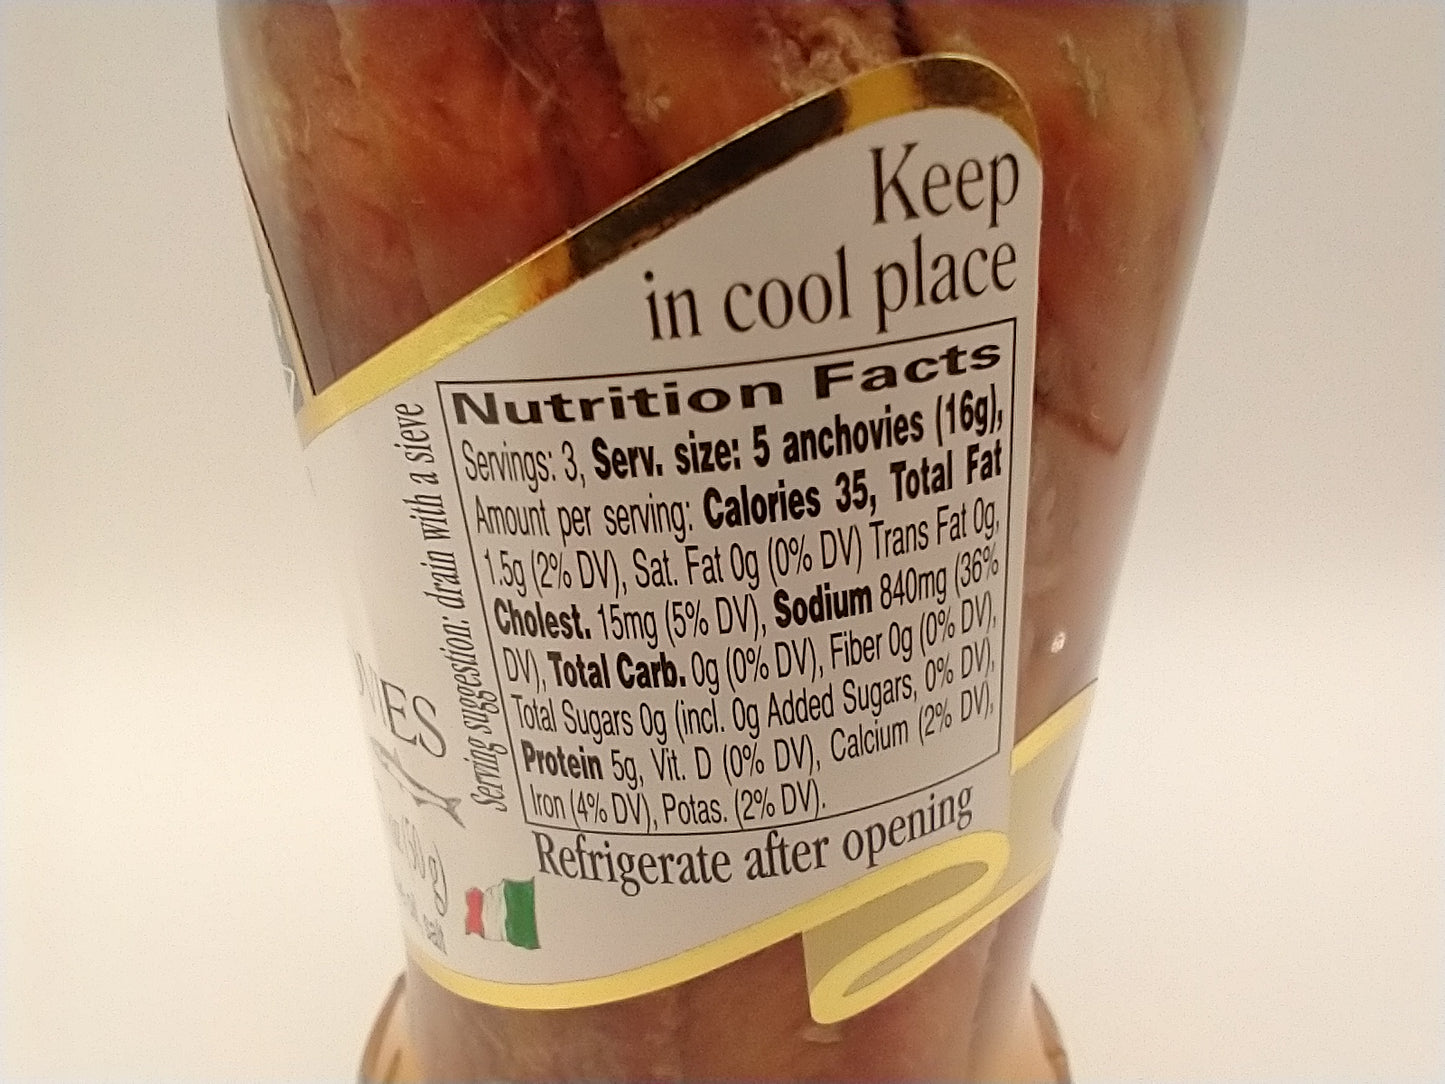 Keep
in cool place
Nutrition Facts
Servings: 3, Serv. size: 5 anchovies (16g),
Amount per serving: Calories 35, Total Fat
1.5g (2% DV), Sat. Fat 0g (0% DV) Trans Fat 0g,
Cholest. 15mg (5% DV), Sodium 840mg (36%
DV), Total Carb. 0g (0% DV), Fiber 0g (0% DV),
Total Sugars 0g (incl. 0g Added Sugars, 0% DV),
Protein 5g, Vit. D (0% DV), Calcium (2% DV),
Iron (4% DV), Potas. (2% DV).
Refrigerate after opening
Serving suggestion: drain with a sieve
VIES
(50 g)
salt